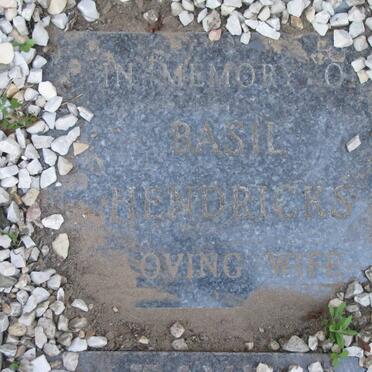 IN MEMORY O
BASIL
HENDRICKS
OVING WIFE